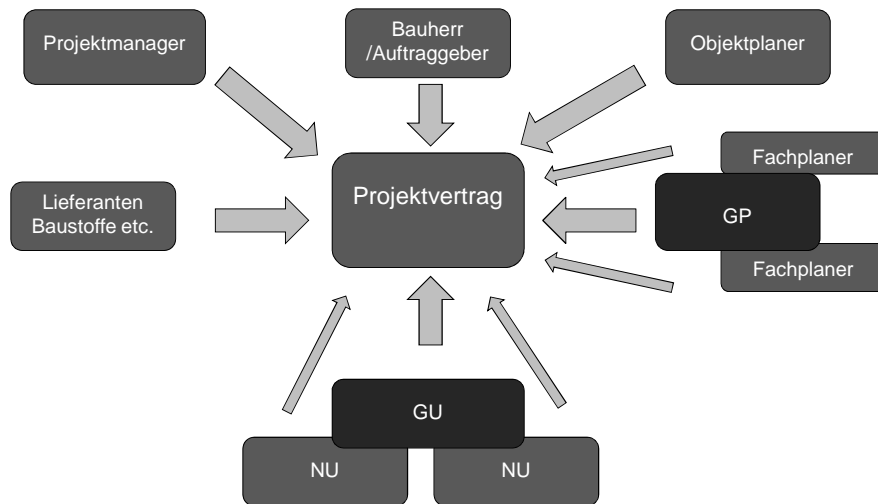 Projektmanager
Bauherr
/Auftraggeber
Objektplaner
Fachplaner
Lieferanten
Baustoffe etc.
Projektvertrag
GP
Fachplaner
GU
NU
NU